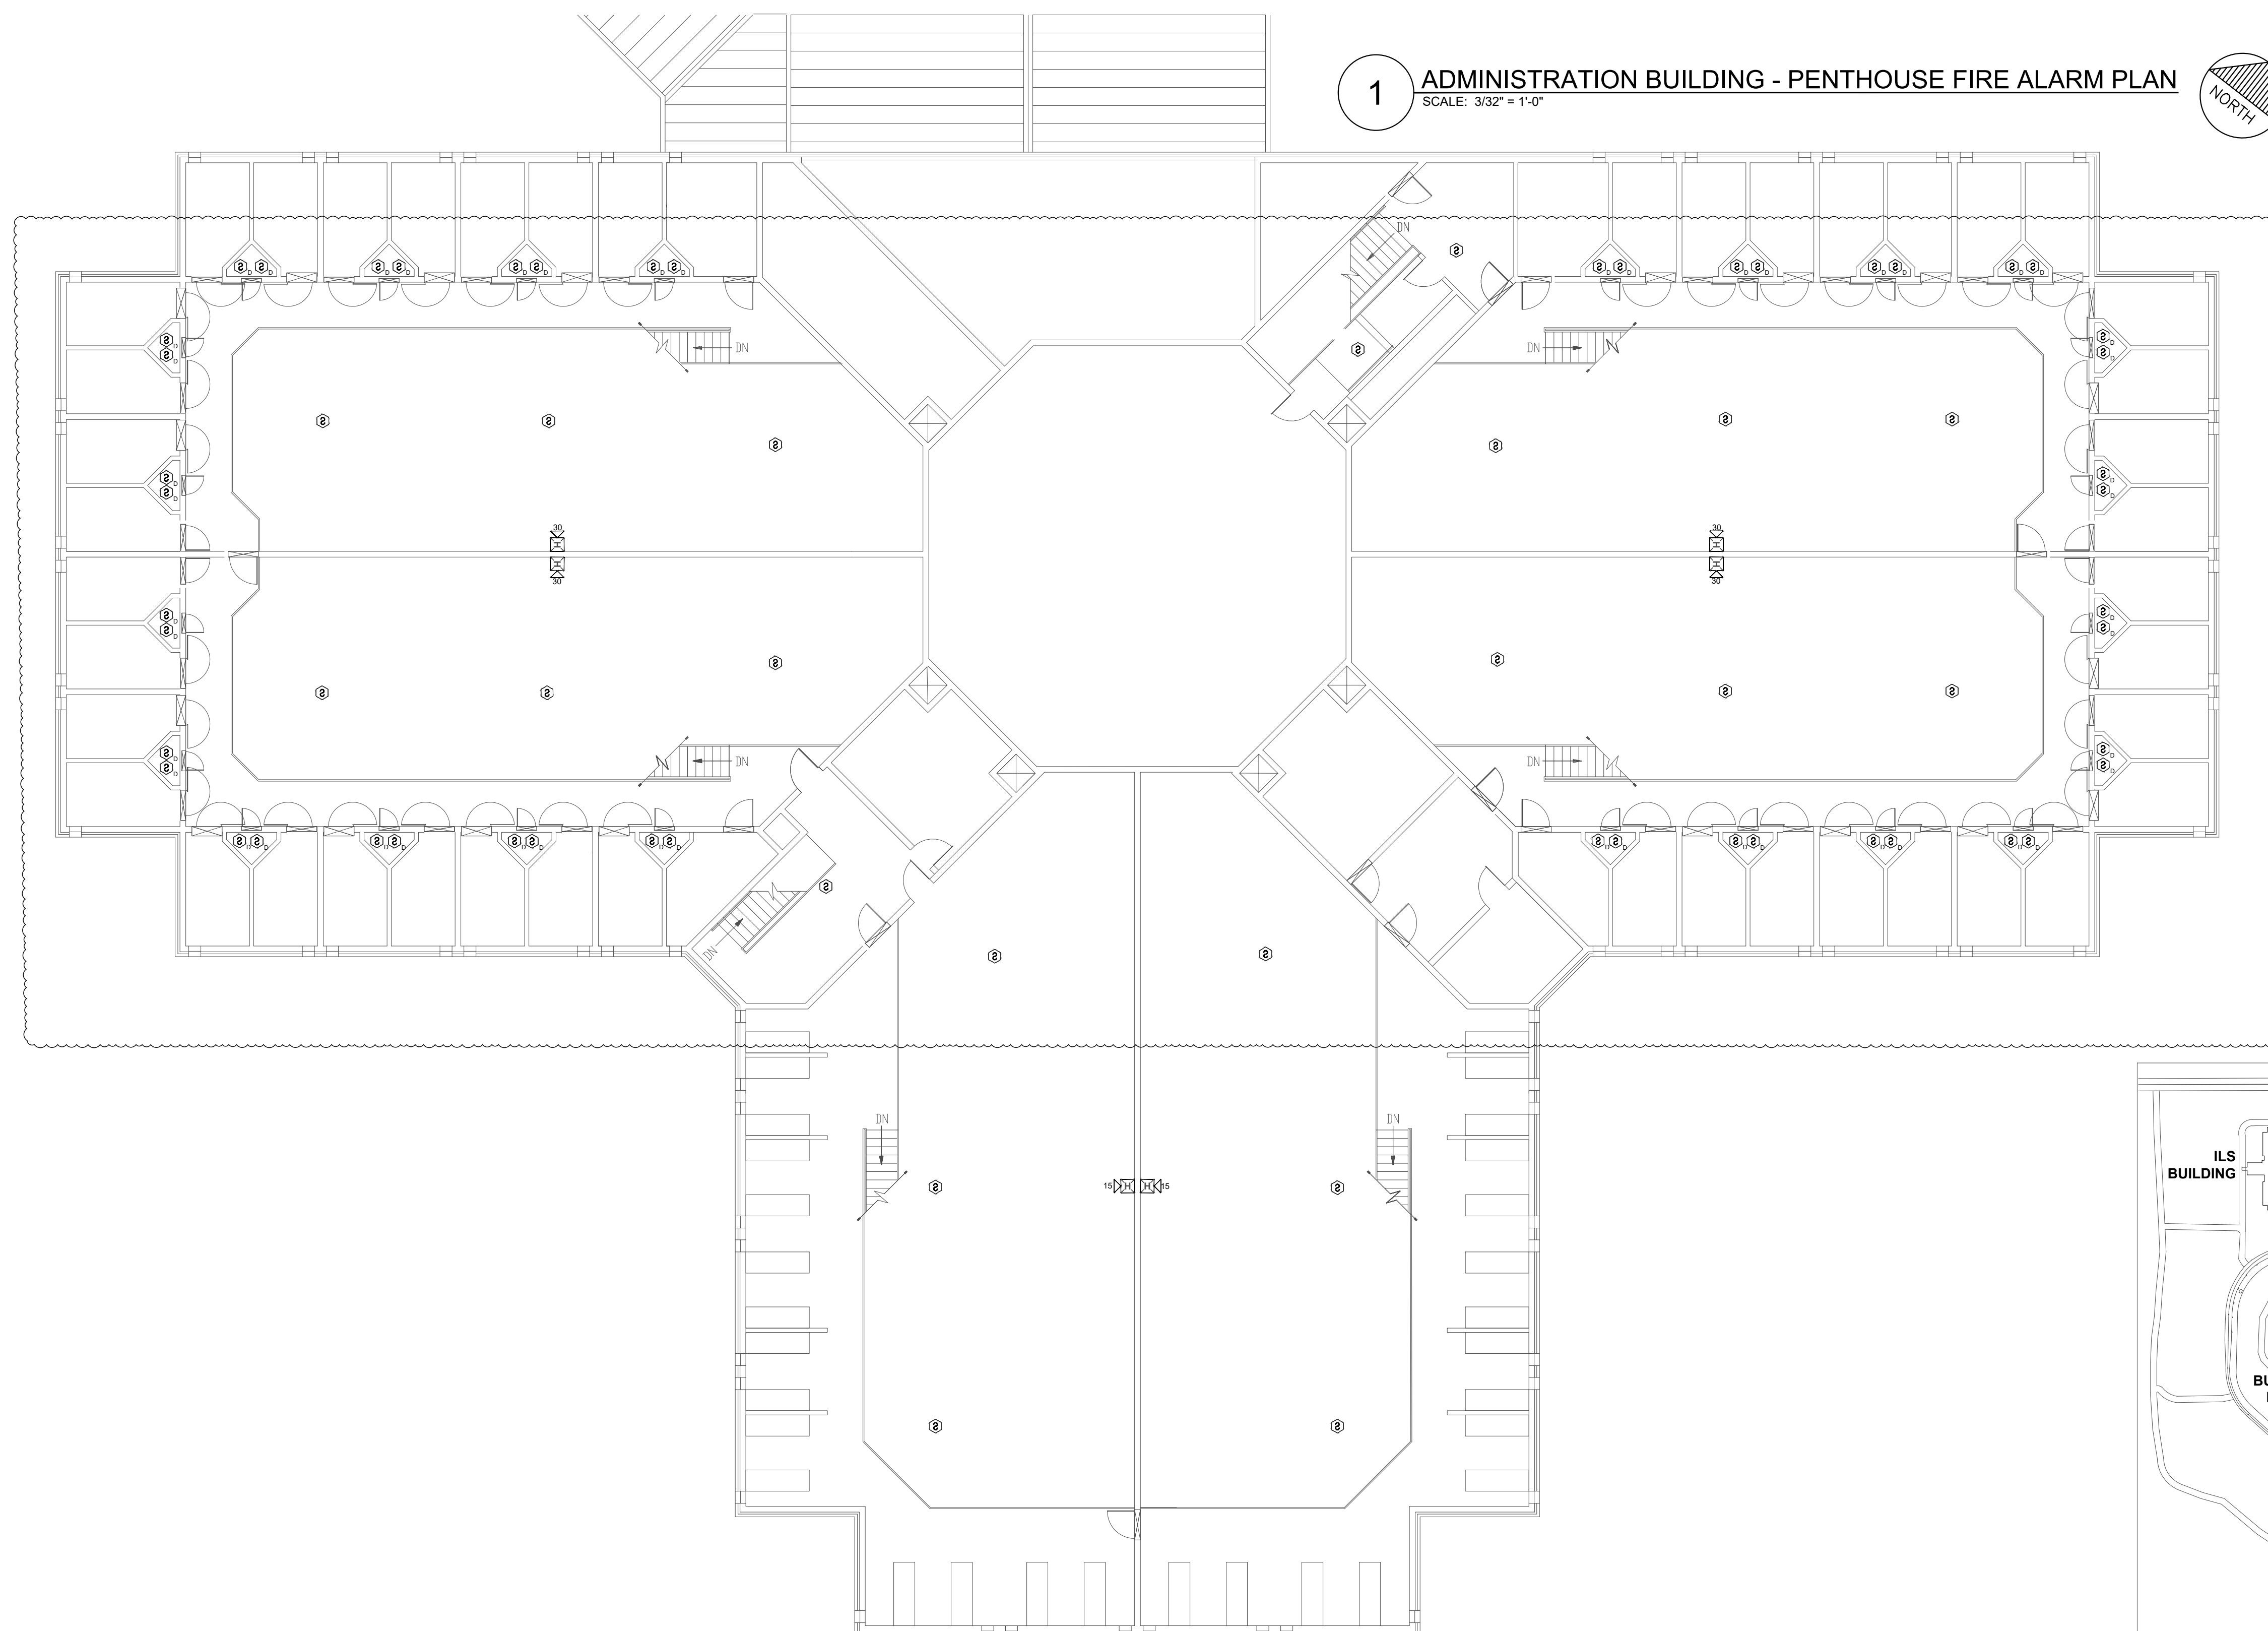 1
ADMINISTRATION BUILDING - PENTHOUSE FIRE ALARM PLAN
SCALE: 3/32" = 1'-0"
NORTH
DN
S
S D S D S D S D S D S D S D S D S D S D S D S D S D S D S D S D
S D DN DN S S D
S D S D
S S S S S S
S D S D
S D S D
30 30
H H
H H
30 30
S D S D
S D S D
S S
S S S S
S D S D
S D DN DN S D
S D S D S D S D S D S D S D S D S D S D S D S D S D S D S D S D
S
DN
S S
DN DN
ILS
BUILDING
S 15 H H 15 S
S S